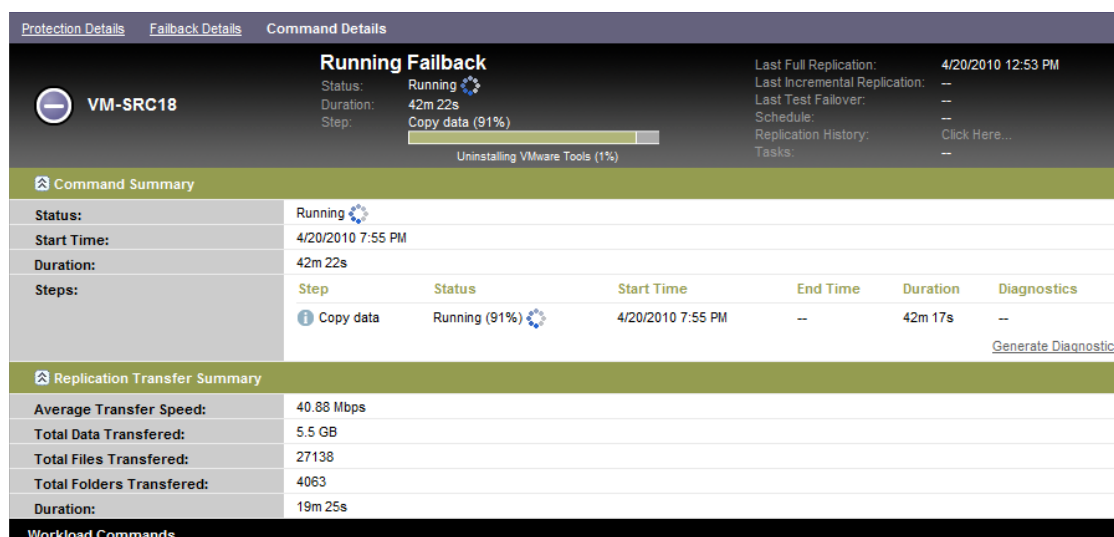 Protection Details Failback Details Command Details
Running Failback
VM-SRC18
Status: Running
Duration: 42m 22s
Step: Copy data (91%)
Uninstalling VMware Tools (1%)
Last Full Replication: 4/20/2010 12:53 PM
Last Incremental Replication: --
Last Test Failover: --
Schedule: --
Replication History: Click Here...
Tasks: --
Command Summary
Status: Running
Start Time: 4/20/2010 7:55 PM
Duration: 42m 22s
Steps: Step Status Start Time End Time Duration Diagnostics
Copy data Running (91%) 4/20/2010 7:55 PM -- 42m 17s --
Generate Diagnostic
Replication Transfer Summary
Average Transfer Speed: 40.88 Mbps
Total Data Transfered: 5.5 GB
Total Files Transfered: 27138
Total Folders Transfered: 4063
Duration: 19m 25s
Workload Commands